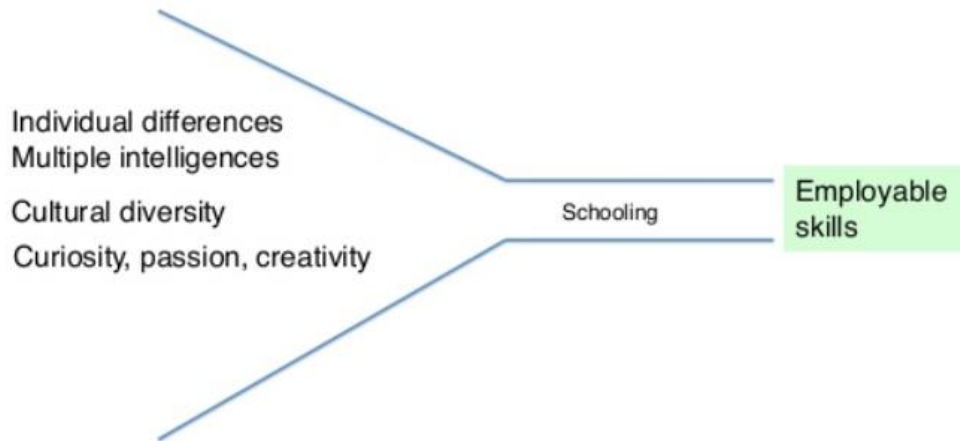 Individual differences
Multiple intelligences
Cultural diversity
Curiosity, passion, creativity
Schooling
Employable
skills